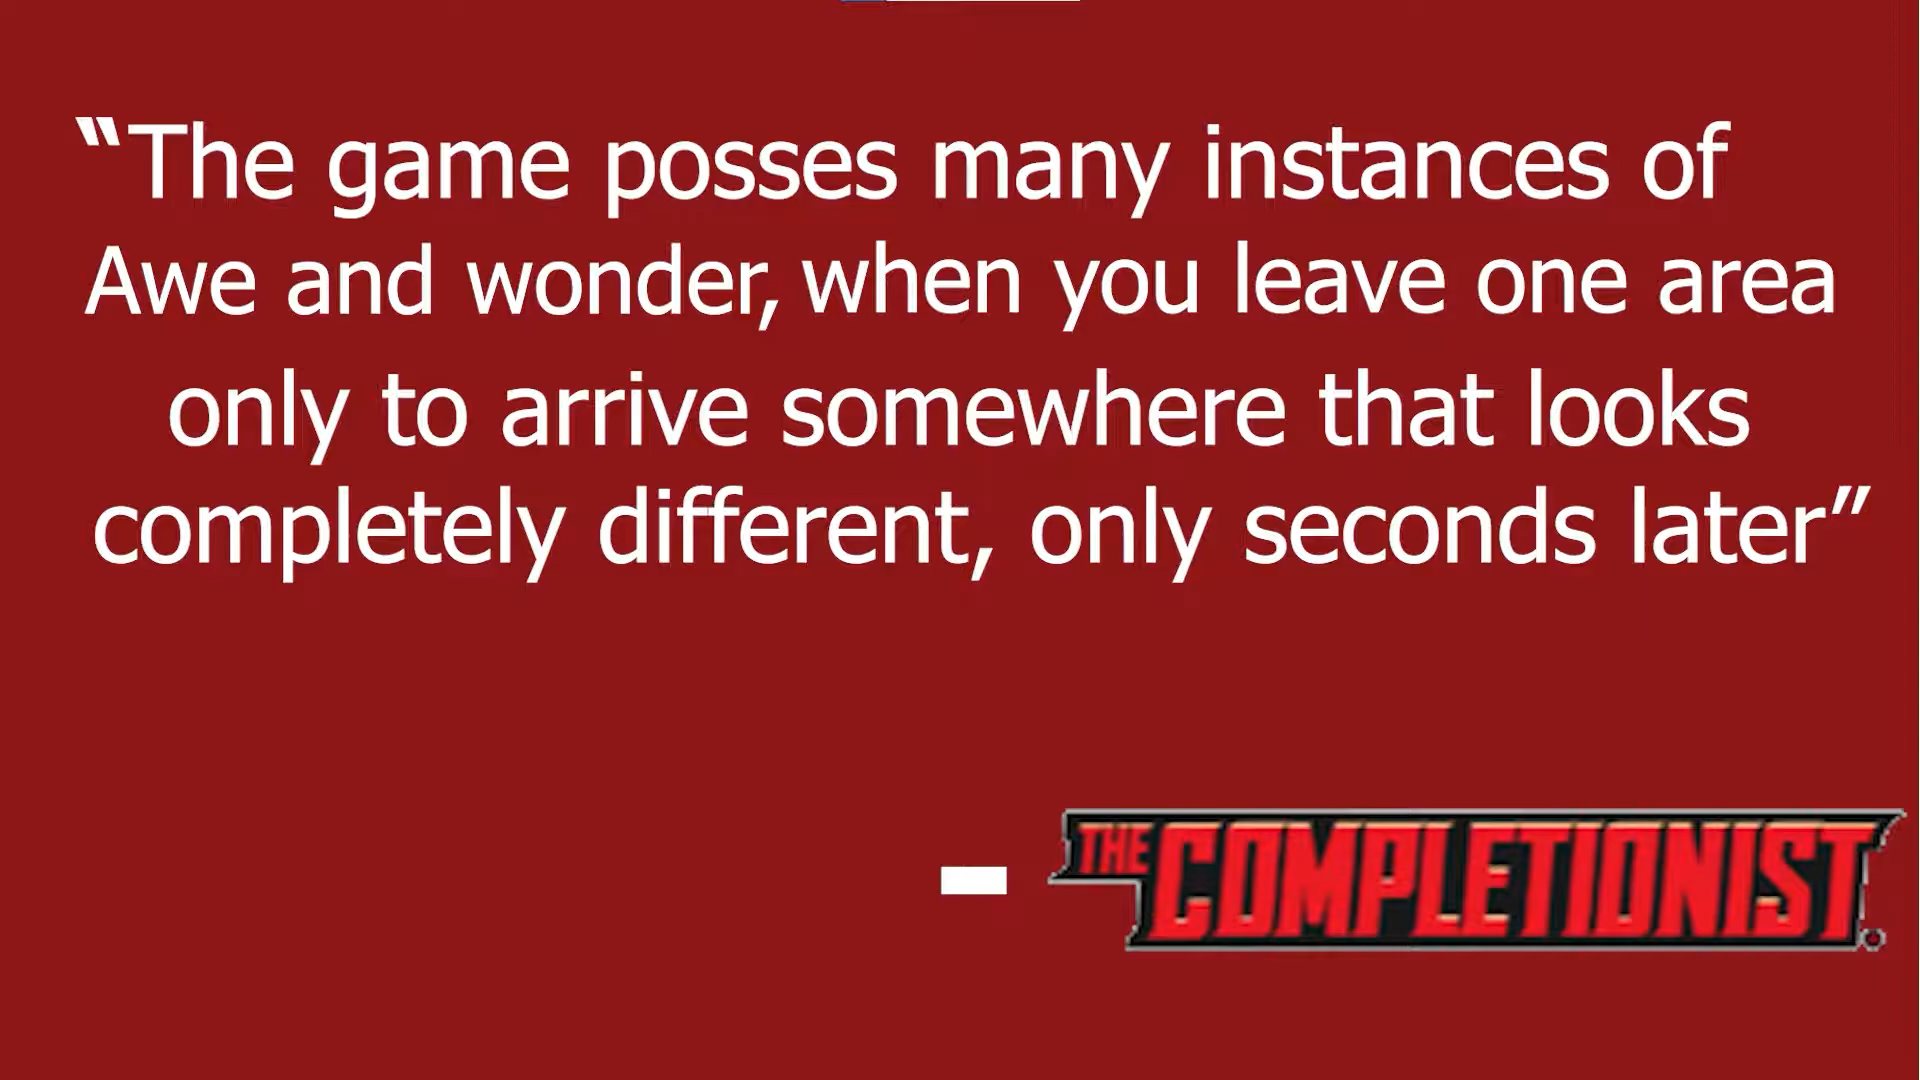 “The game posses many instances of
Awe and wonder, when you leave one area
only to arrive somewhere that looks
completely different, only seconds later”
- THE COMPLETIONIST